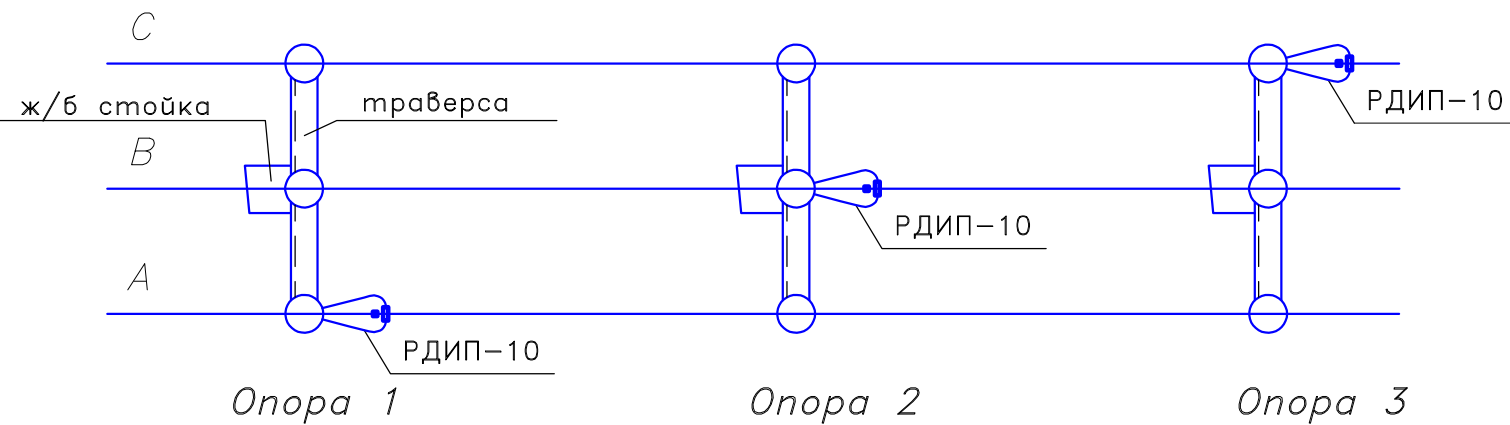 C
ж/б стойка
траверса
РДИП-10
B
РДИП-10
A
РДИП-10
Опора 1
Опора 2
Опора 3